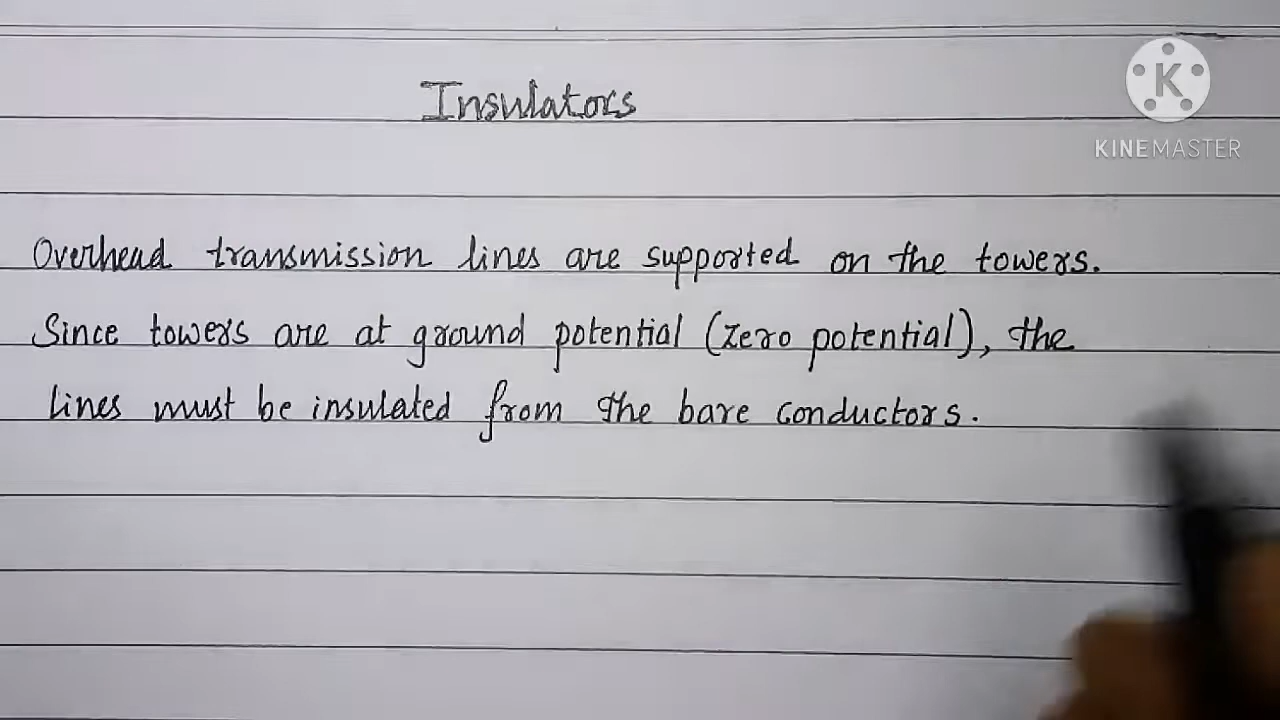 Insulators
K
KINEMASTER
Overhead transmission lines are supported on the towers.
Since towers are at ground potential (zero potential), the
lines must be insulated from the bare conductors.